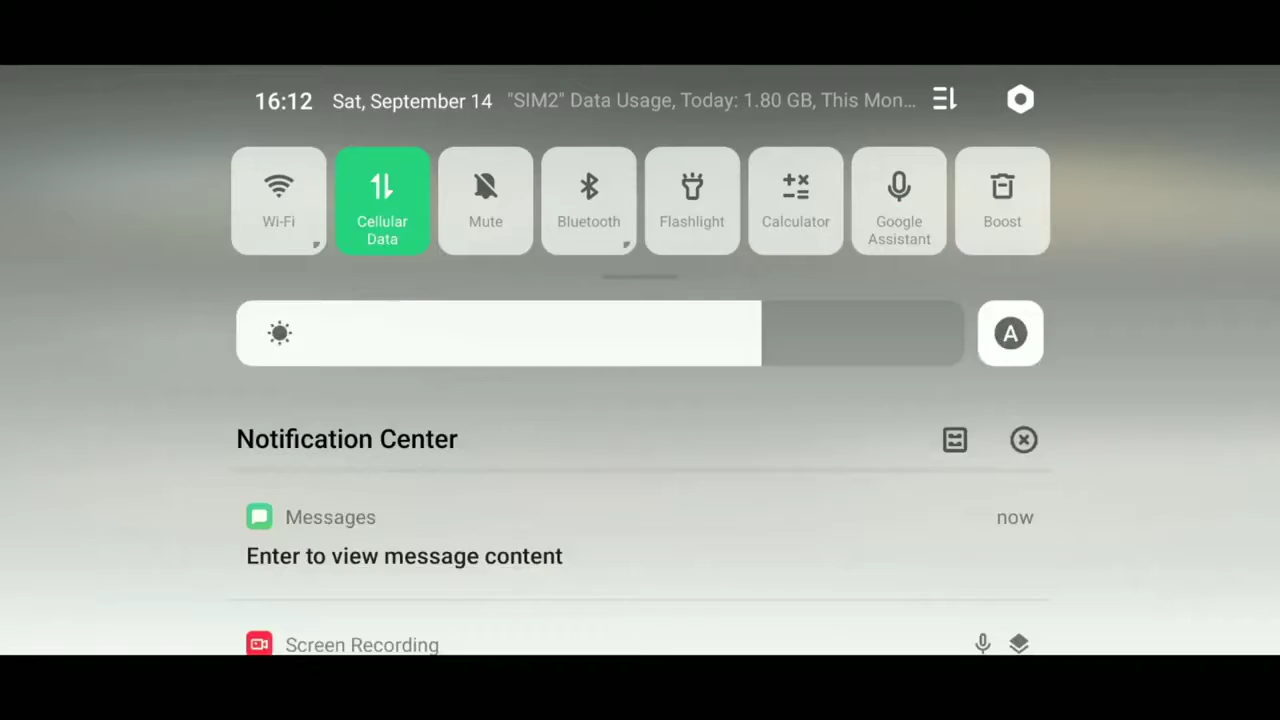 16:12 Sat, September 14 "SIM2" Data Usage, Today: 1.80 GB, This Mon...
Wi-Fi
Cellular
Data
Mute
Bluetooth
Flashlight
Calculator
Google
Assistant
Boost
A
Notification Center
Messages now
Enter to view message content
Screen Recording